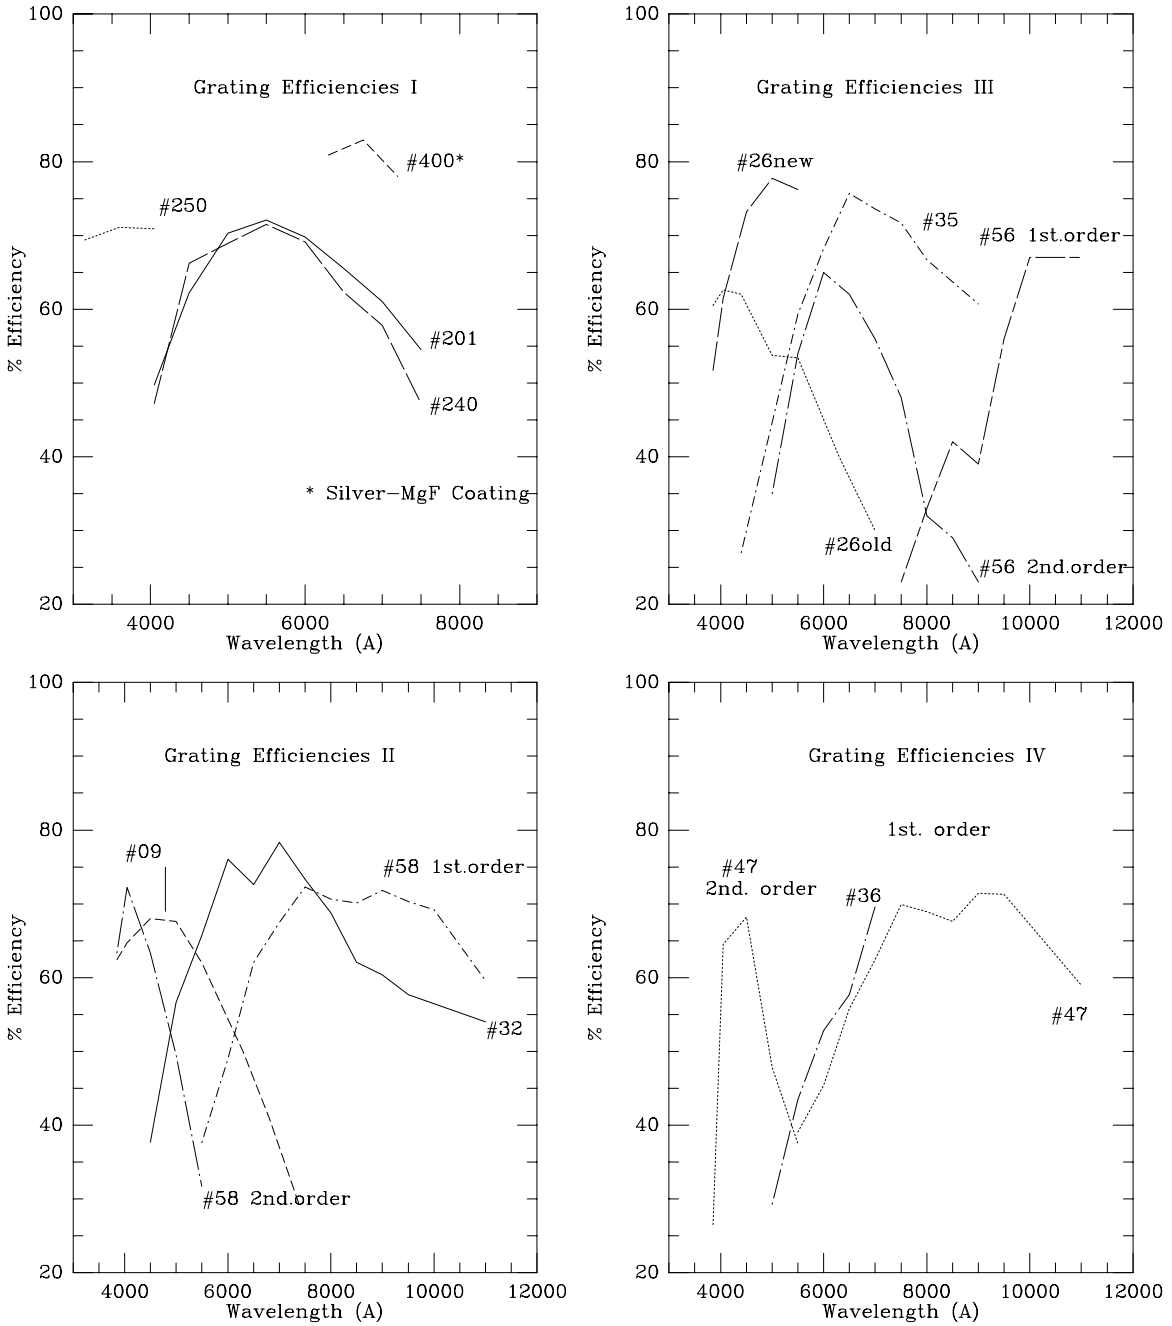 Grating Efficiencies I
100
80
60
40
20
% Efficiency
#400*
#250
#201
#240
* Silver-MgF Coating
4000 6000 8000
Wavelength (A)
Grating Efficiencies III
100
80
60
40
20
% Efficiency
#26new
#35
#56 1st.order
#26old
#56 2nd.order
4000 6000 8000 10000 12000
Wavelength (A)
Grating Efficiencies II
100
80
60
40
20
% Efficiency
#09
#58 1st.order
#32
#58 2nd.order
4000 6000 8000 10000 12000
Wavelength (A)
Grating Efficiencies IV
100
80
60
40
20
% Efficiency
1st. order
#47
2nd. order
#36
#47
4000 6000 8000 10000 12000
Wavelength (A)